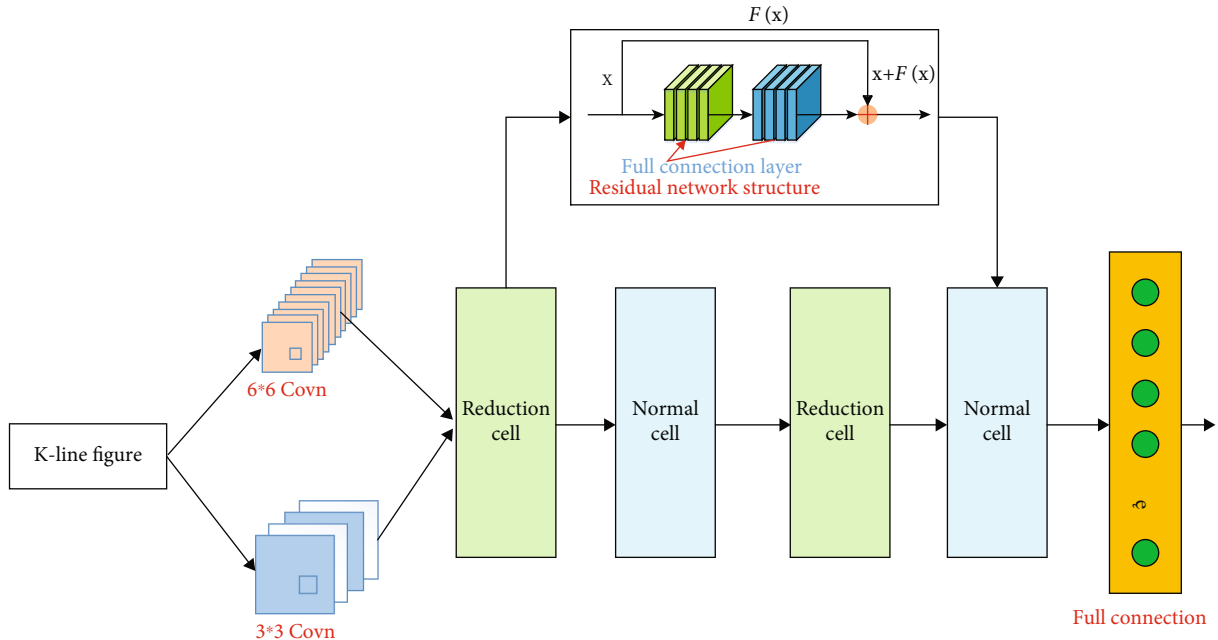 F (x)
X
x+F (x)
Full connection layer
Residual network structure
6*6 Covn
K-line figure
3*3 Covn
Reduction
cell
Normal
cell
Reduction
cell
Normal
cell
Full connection